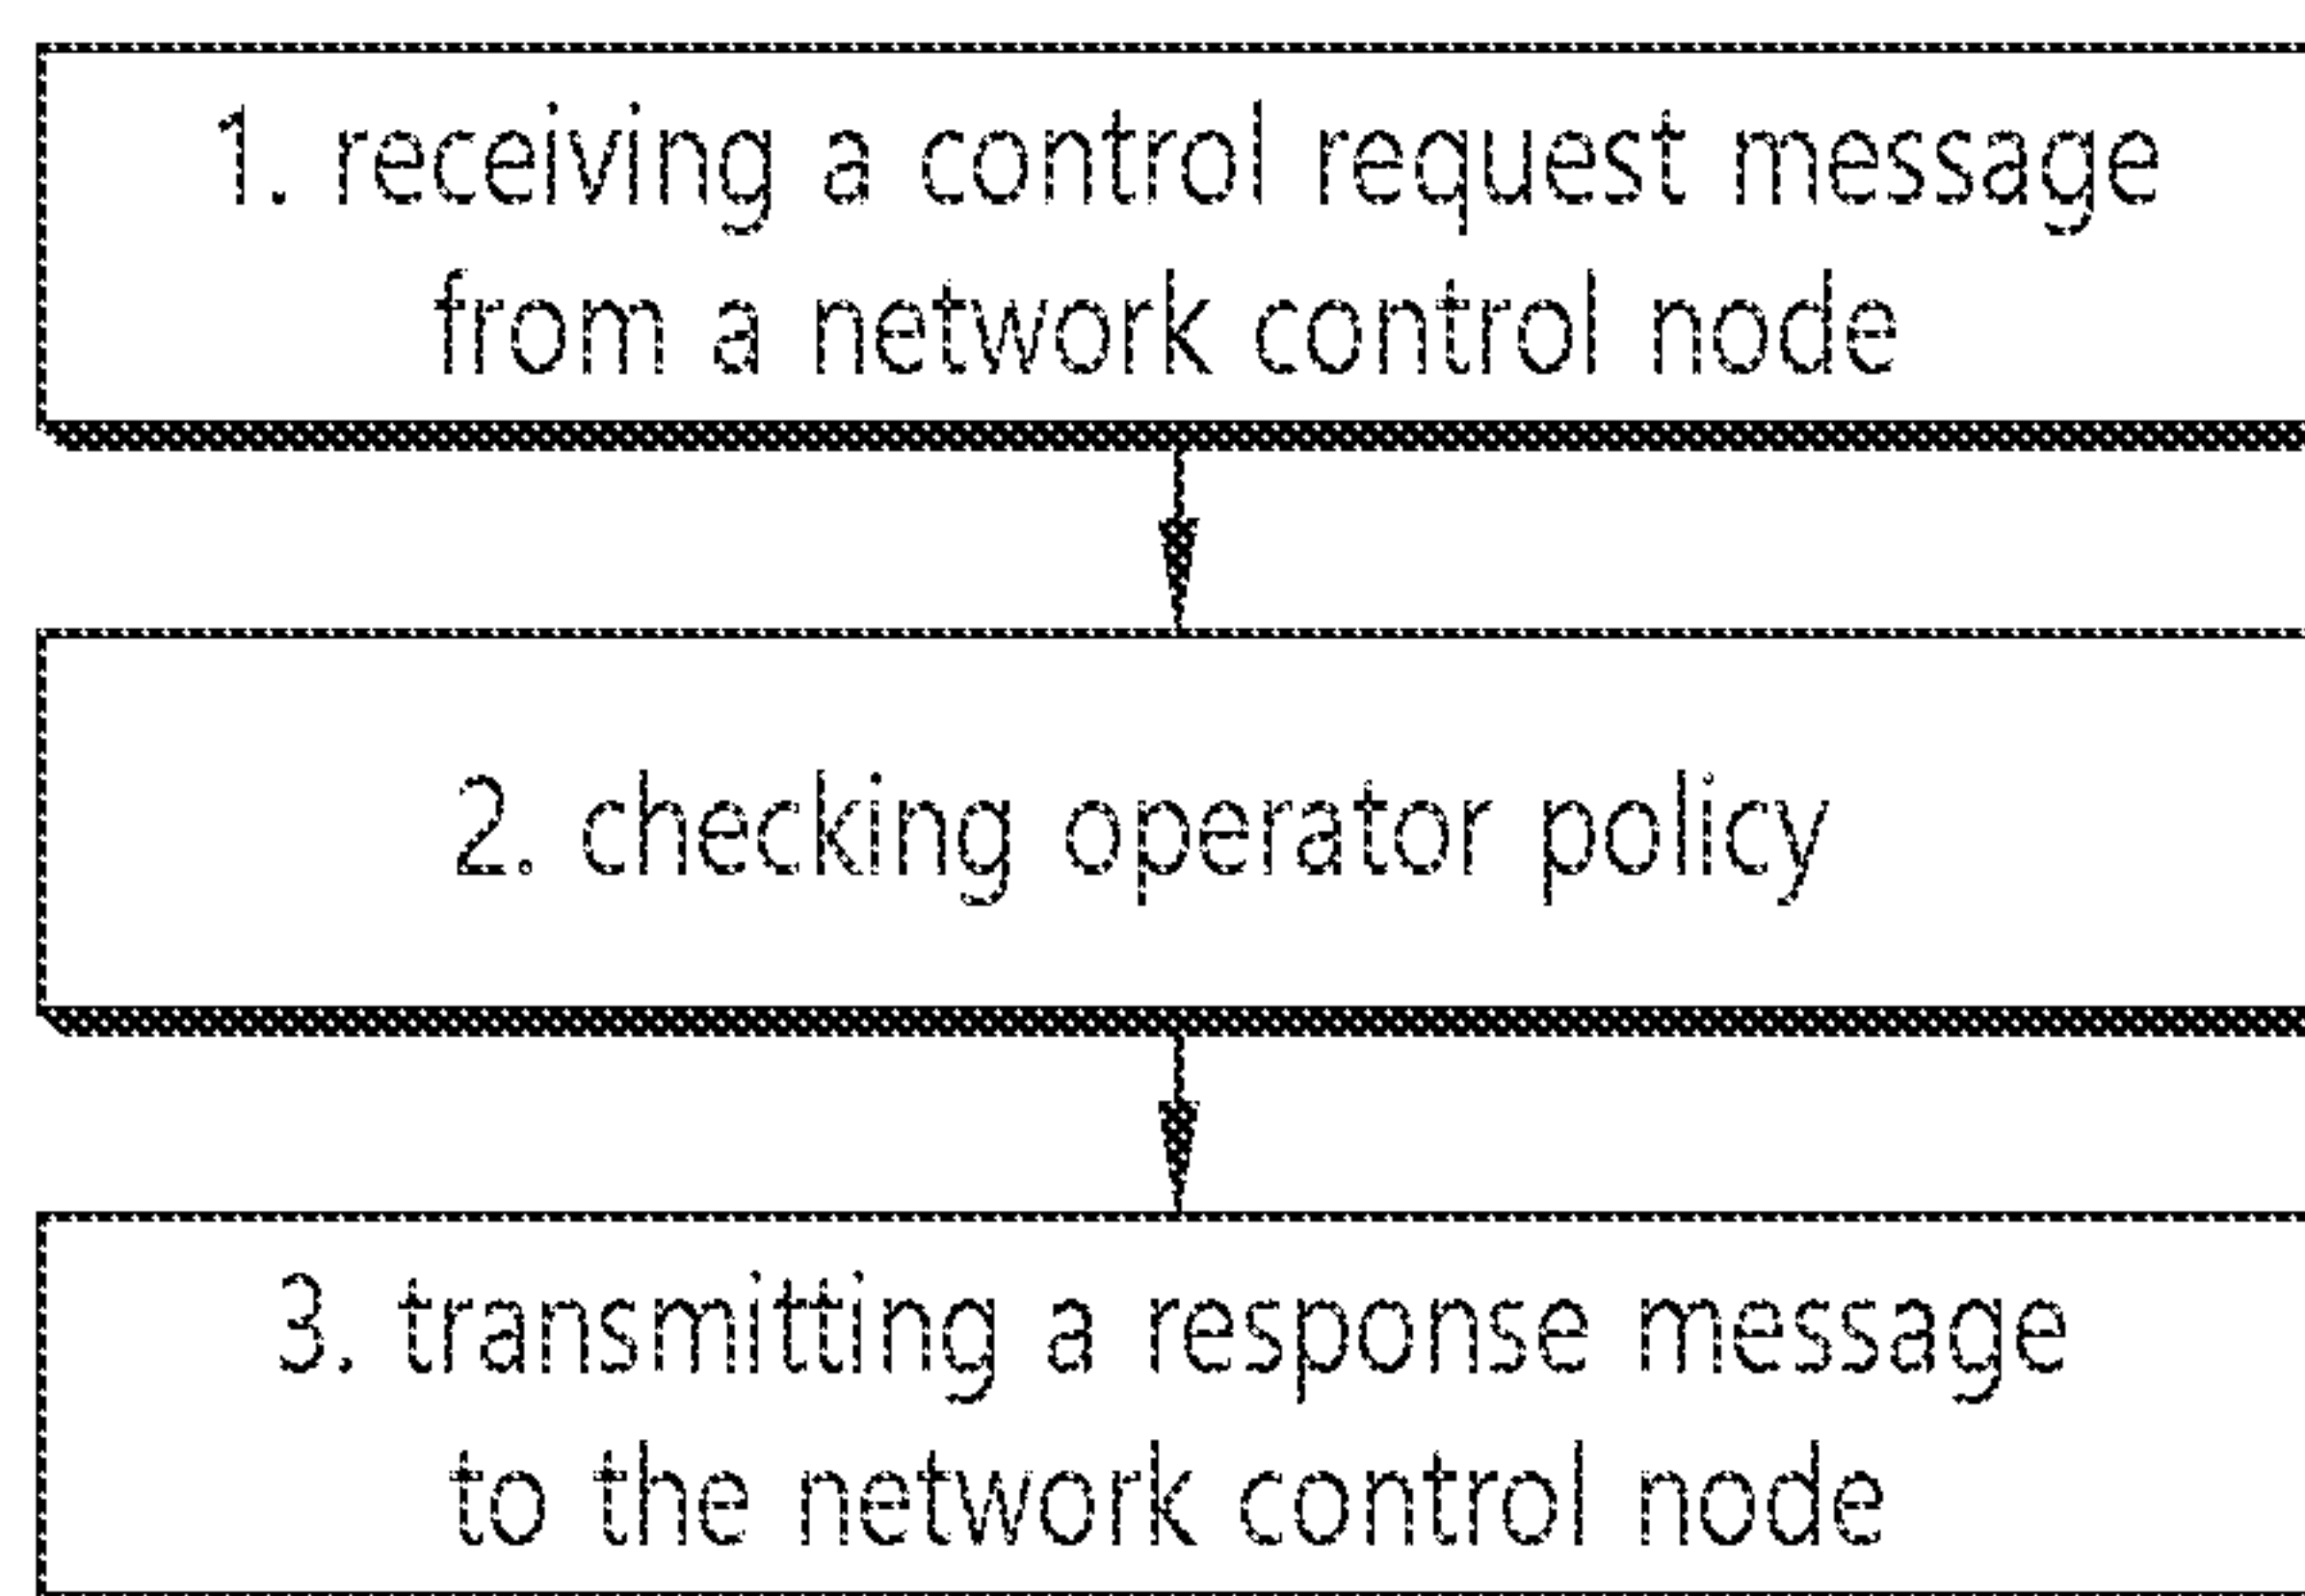 1. receiving a control request message
from a network control node
2. checking operator policy
3. transmitting a response message
to the network control node